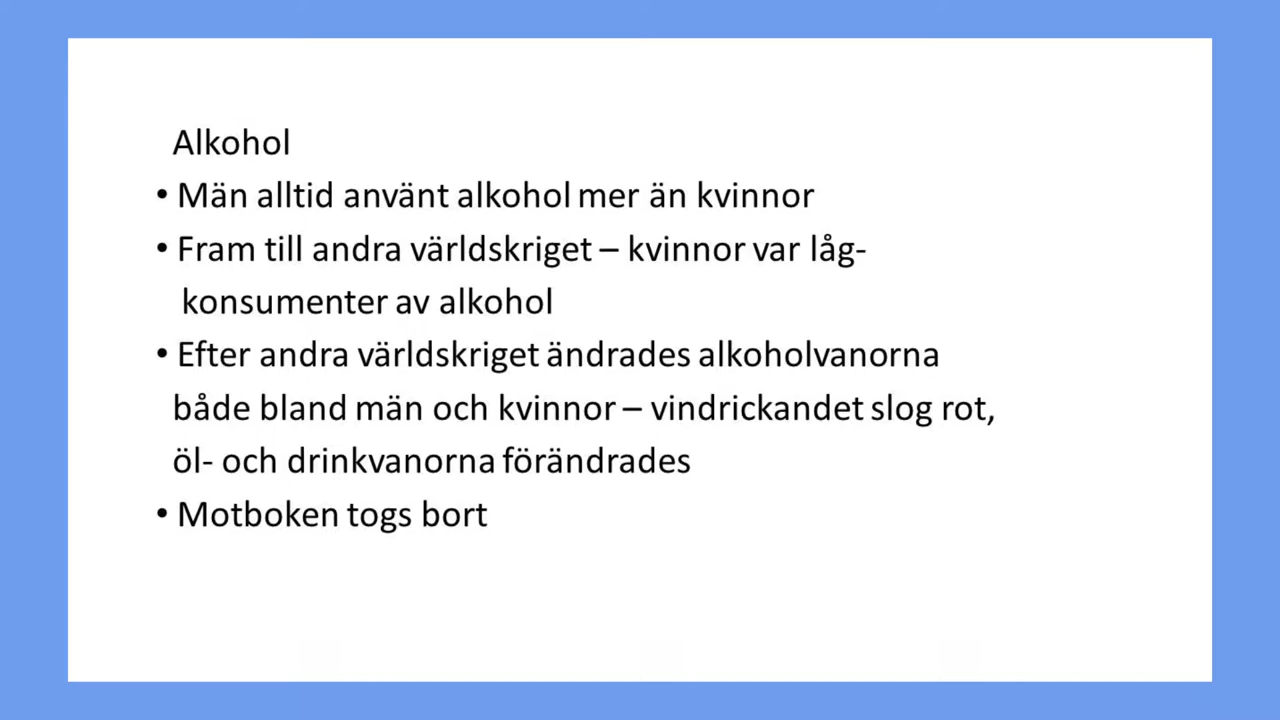 Alkohol
• Män alltid använt alkohol mer än kvinnor
• Fram till andra världskriget – kvinnor var låg-
konsumenter av alkohol
• Efter andra världskriget ändrades alkoholvanorna
både bland män och kvinnor – vindrickandet slog rot,
öl- och drinkvanorna förändrades
• Motboken togs bort